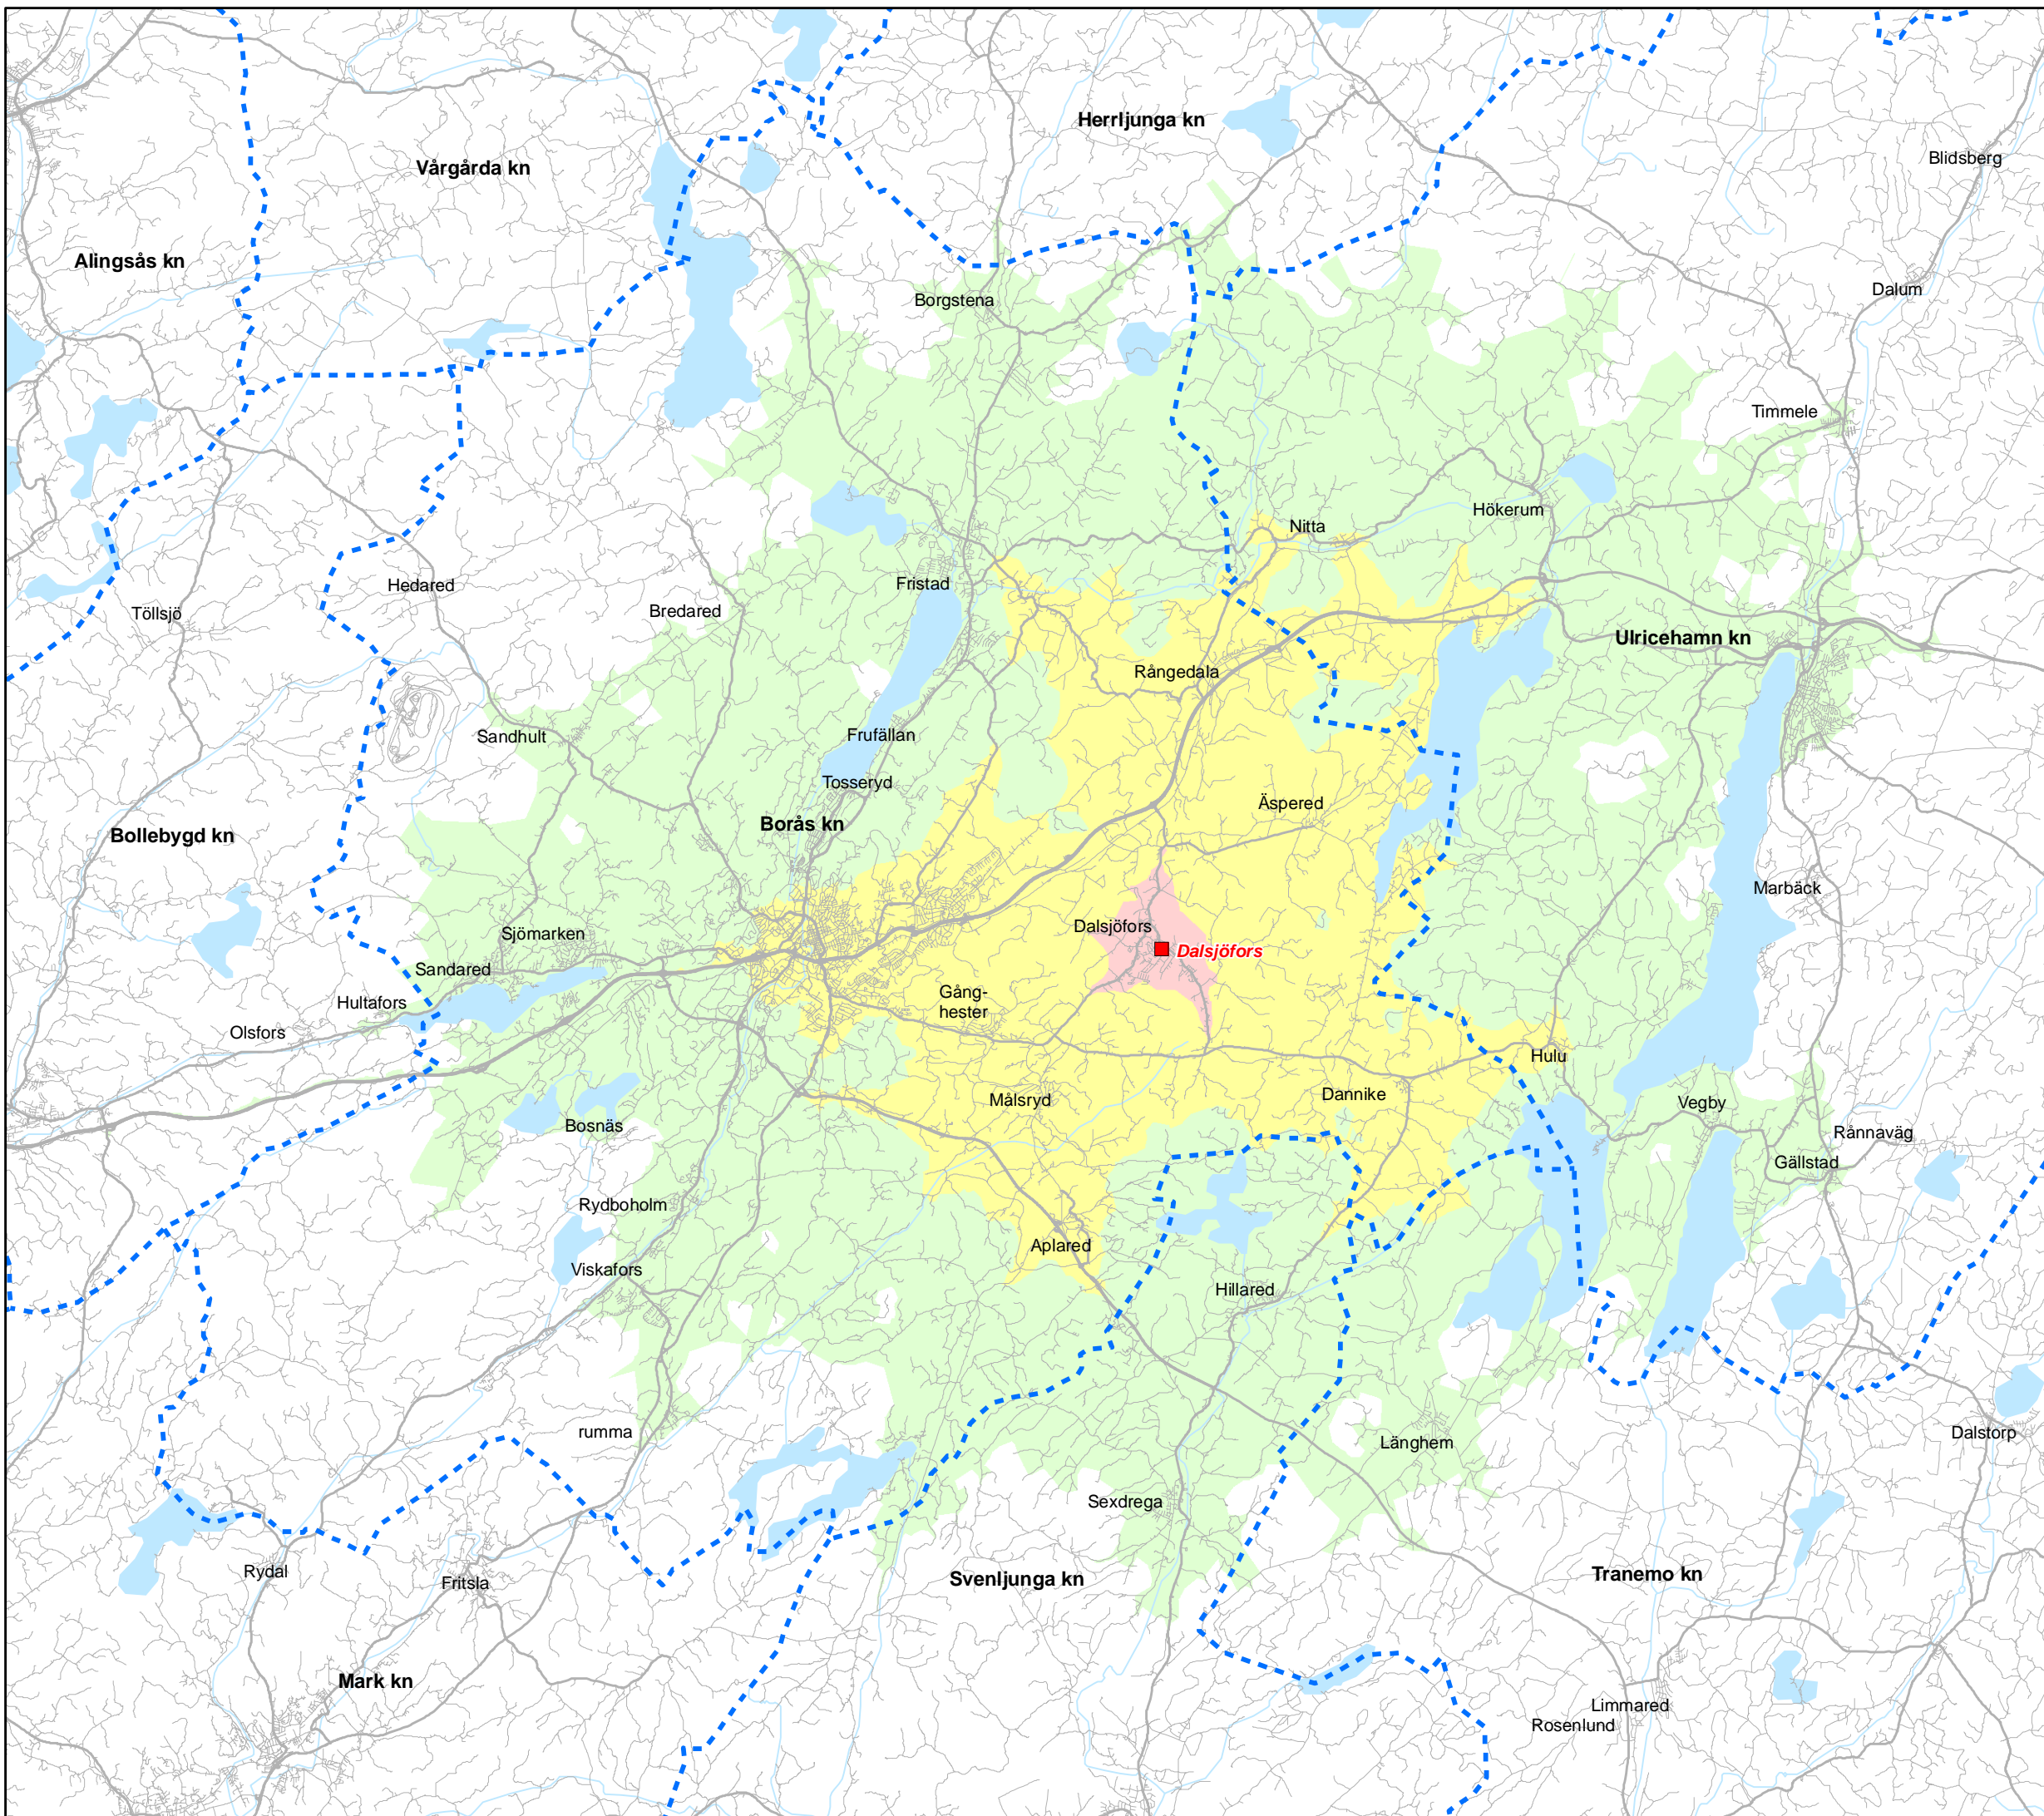 Herrljunga kn
Blidsberg
Vårgårda kn
Alingsås kn
Dalum
Borgstena
Timmele
Hökerum
Nitta
Hedared
Fristad
Bredared
Töllsjö
Ulricehamn kn
Rångedala
Sandhult
Frufällan
Tosseryd
Äspered
Borås kn
Bollebygd kn
Marbäck
Dalsjöfors
Sjömarken
Dalsjöfors
Sandared
Gång-
hester
Hultafors
Olsfors
Hulu
Dannike
Målsryd
Vegby
Bosnäs
Rånnaväg
Gällstad
Rydboholm
Aplared
Viskafors
Hillared
rumma
Dalstorp
Länghem
Sexdrega
Rydal
Tranemo kn
Svenljunga kn
Fritsla
Mark kn
Limmared
Rosenlund